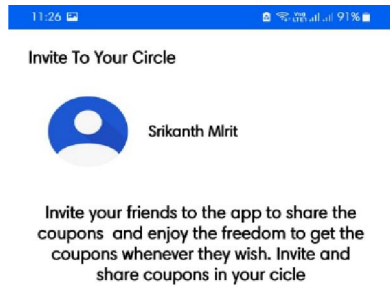 11:26 91%
Invite To Your Circle
Srikanth Mlrit
Invite your friends to the app to share the
coupons and enjoy the freedom to get the
coupons whenever they wish. Invite and
share coupons in your cicle